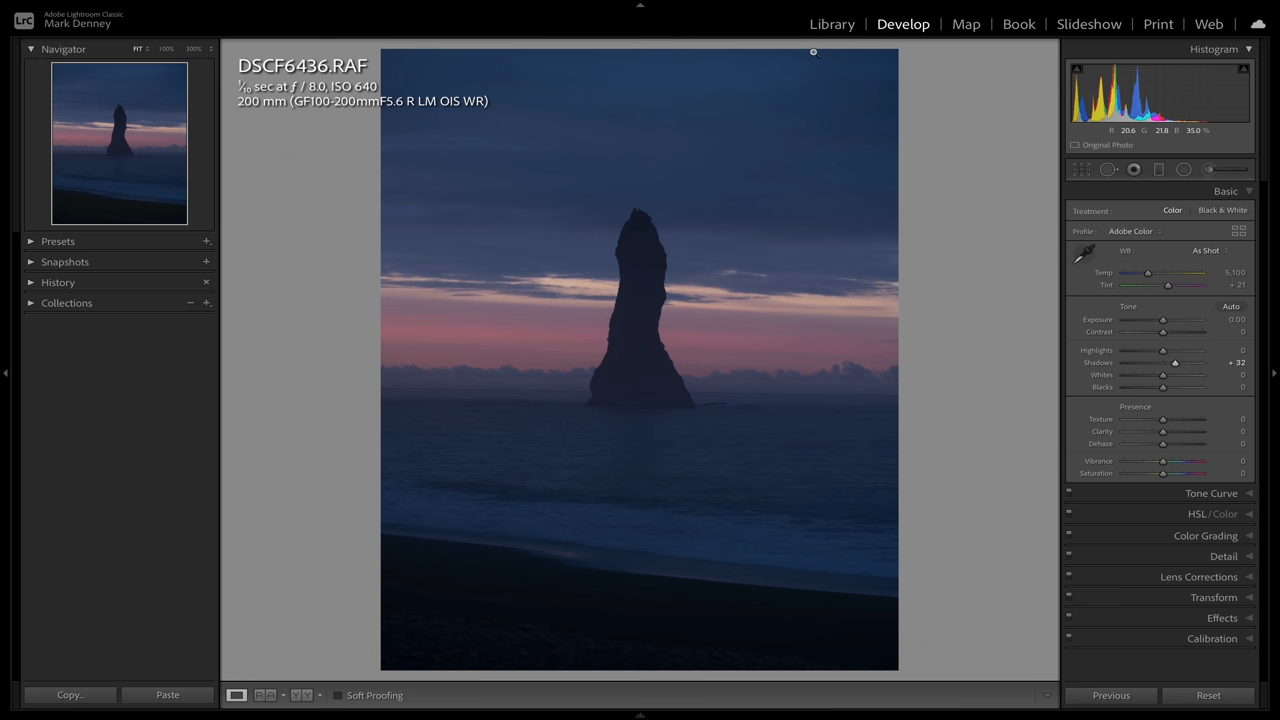 LrC
Adobe Lightroom Classic
Mark Denney
Library | Develop | Map | Book | Slideshow | Print | Web
Navigator FIT 100% 300%
Presets
Snapshots
History
Collections
Copy... Paste
DSCF6436.RAF
1/10 sec at ƒ / 8.0, ISO 640
200 mm (GF100-200mmF5.6 R LM OIS WR)
Soft Proofing
Histogram
R 20.6 G 21.8 B 35.0 %
Original Photo
Basic
Treatment : Color Black & White
Profile : Adobe Color
WB : As Shot
Temp 5,100
Tint + 21
Tone Auto
Exposure 0.00
Contrast 0
Highlights 0
Shadows + 32
Whites 0
Blacks 0
Presence
Texture 0
Clarity 0
Dehaze 0
Vibrance 0
Saturation 0
Tone Curve
HSL / Color
Color Grading
Detail
Lens Corrections
Transform
Effects
Calibration
Previous Reset